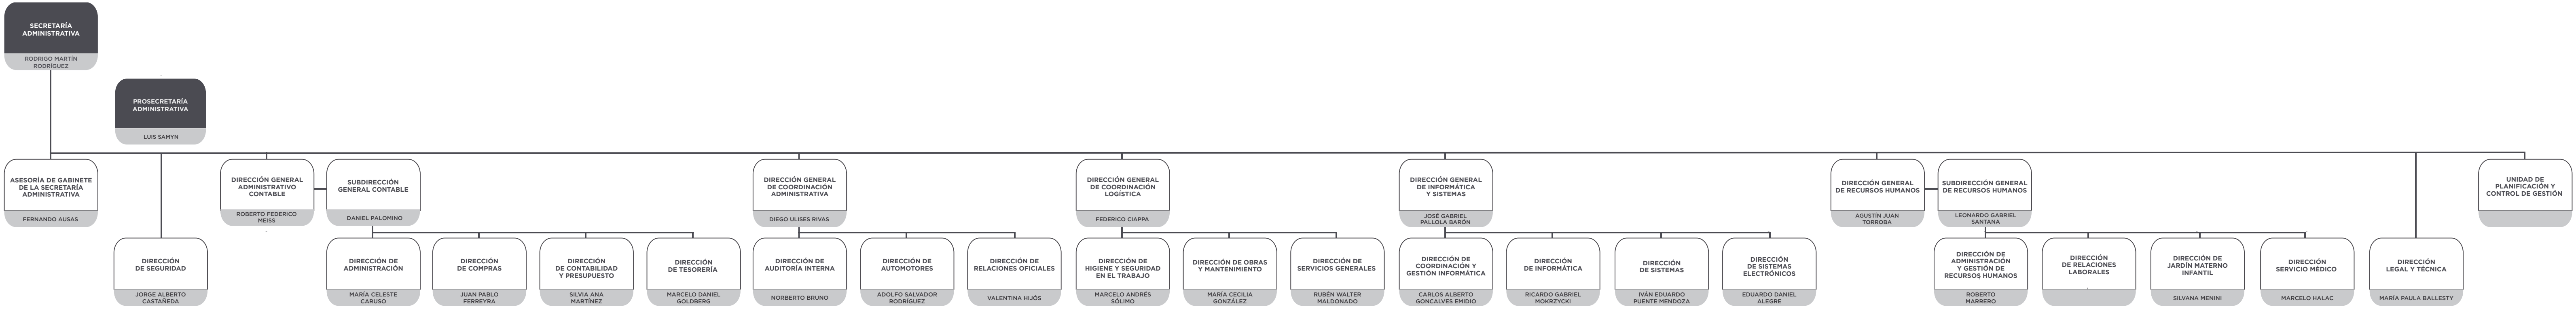 SECRETARÍA
ADMINISTRATIVA
RODRIGO MARTÍN
RODRÍGUEZ
PROSECRETARÍA
ADMINISTRATIVA
LUIS SAMYN
ASESORÍA DE GABINETE
DE LA SECRETARÍA
ADMINISTRATIVA
FERNANDO AUSAS
DIRECCIÓN GENERAL
ADMINISTRATIVO
CONTABLE
ROBERTO FEDERICO
MEISS
SUBDIRECCIÓN
GENERAL CONTABLE
DANIEL PALOMINO
DIRECCIÓN GENERAL
DE COORDINACIÓN
ADMINISTRATIVA
DIEGO ULISES RIVAS
DIRECCIÓN GENERAL
DE COORDINACIÓN
LOGÍSTICA
FEDERICO CIAPPA
DIRECCIÓN GENERAL
DE INFORMÁTICA
Y SISTEMAS
JOSÉ GABRIEL
PALLOLA BARÓN
DIRECCIÓN GENERAL
DE RECURSOS HUMANOS
AGUSTÍN JUAN
TORROBA
SUBDIRECCIÓN GENERAL
DE RECURSOS HUMANOS
LEONARDO GABRIEL
SANTANA
UNIDAD DE
PLANIFICACIÓN Y
CONTROL DE GESTIÓN
DIRECCIÓN
DE SEGURIDAD
JORGE ALBERTO
CASTAÑEDA
DIRECCIÓN DE
ADMINISTRACIÓN
MARÍA CELESTE
CARUSO
DIRECCIÓN
DE COMPRAS
JUAN PABLO
FERREYRA
DIRECCIÓN
DE CONTABILIDAD
Y PRESUPUESTO
SILVIA ANA
MARTÍNEZ
DIRECCIÓN
DE TESORERÍA
MARCELO DANIEL
GOLDBERG
DIRECCIÓN DE
AUDITORÍA INTERNA
NORBERTO BRUNO
DIRECCIÓN DE
AUTOMOTORES
ADOLFO SALVADOR
RODRÍGUEZ
DIRECCIÓN DE
RELACIONES OFICIALES
VALENTINA HIJÓS
DIRECCIÓN DE
HIGIENE Y SEGURIDAD
EN EL TRABAJO
MARCELO ANDRÉS
SÓLIMO
DIRECCIÓN DE OBRAS
Y MANTENIMIENTO
MARÍA CECILIA
GONZÁLEZ
DIRECCIÓN DE
SERVICIOS GENERALES
RUBÉN WALTER
MALDONADO
DIRECCIÓN DE
COORDINACIÓN Y
GESTIÓN INFORMÁTICA
CARLOS ALBERTO
GONCALVES EMIDIO
DIRECCIÓN
DE INFORMÁTICA
RICARDO GABRIEL
MOKRZYCKI
DIRECCIÓN
DE SISTEMAS
IVÁN EDUARDO
PUENTE MENDOZA
DIRECCIÓN
DE SISTEMAS
ELECTRÓNICOS
EDUARDO DANIEL
ALEGRE
DIRECCIÓN DE
ADMINISTRACIÓN
Y GESTIÓN DE
RECURSOS HUMANOS
ROBERTO
MARRERO
DIRECCIÓN
DE RELACIONES
LABORALES
DIRECCIÓN DE
JARDÍN MATERNO
INFANTIL
SILVANA MENINI
DIRECCIÓN
SERVICIO MÉDICO
MARCELO HALAC
DIRECCIÓN
LEGAL Y TÉCNICA
MARÍA PAULA BALLESTY